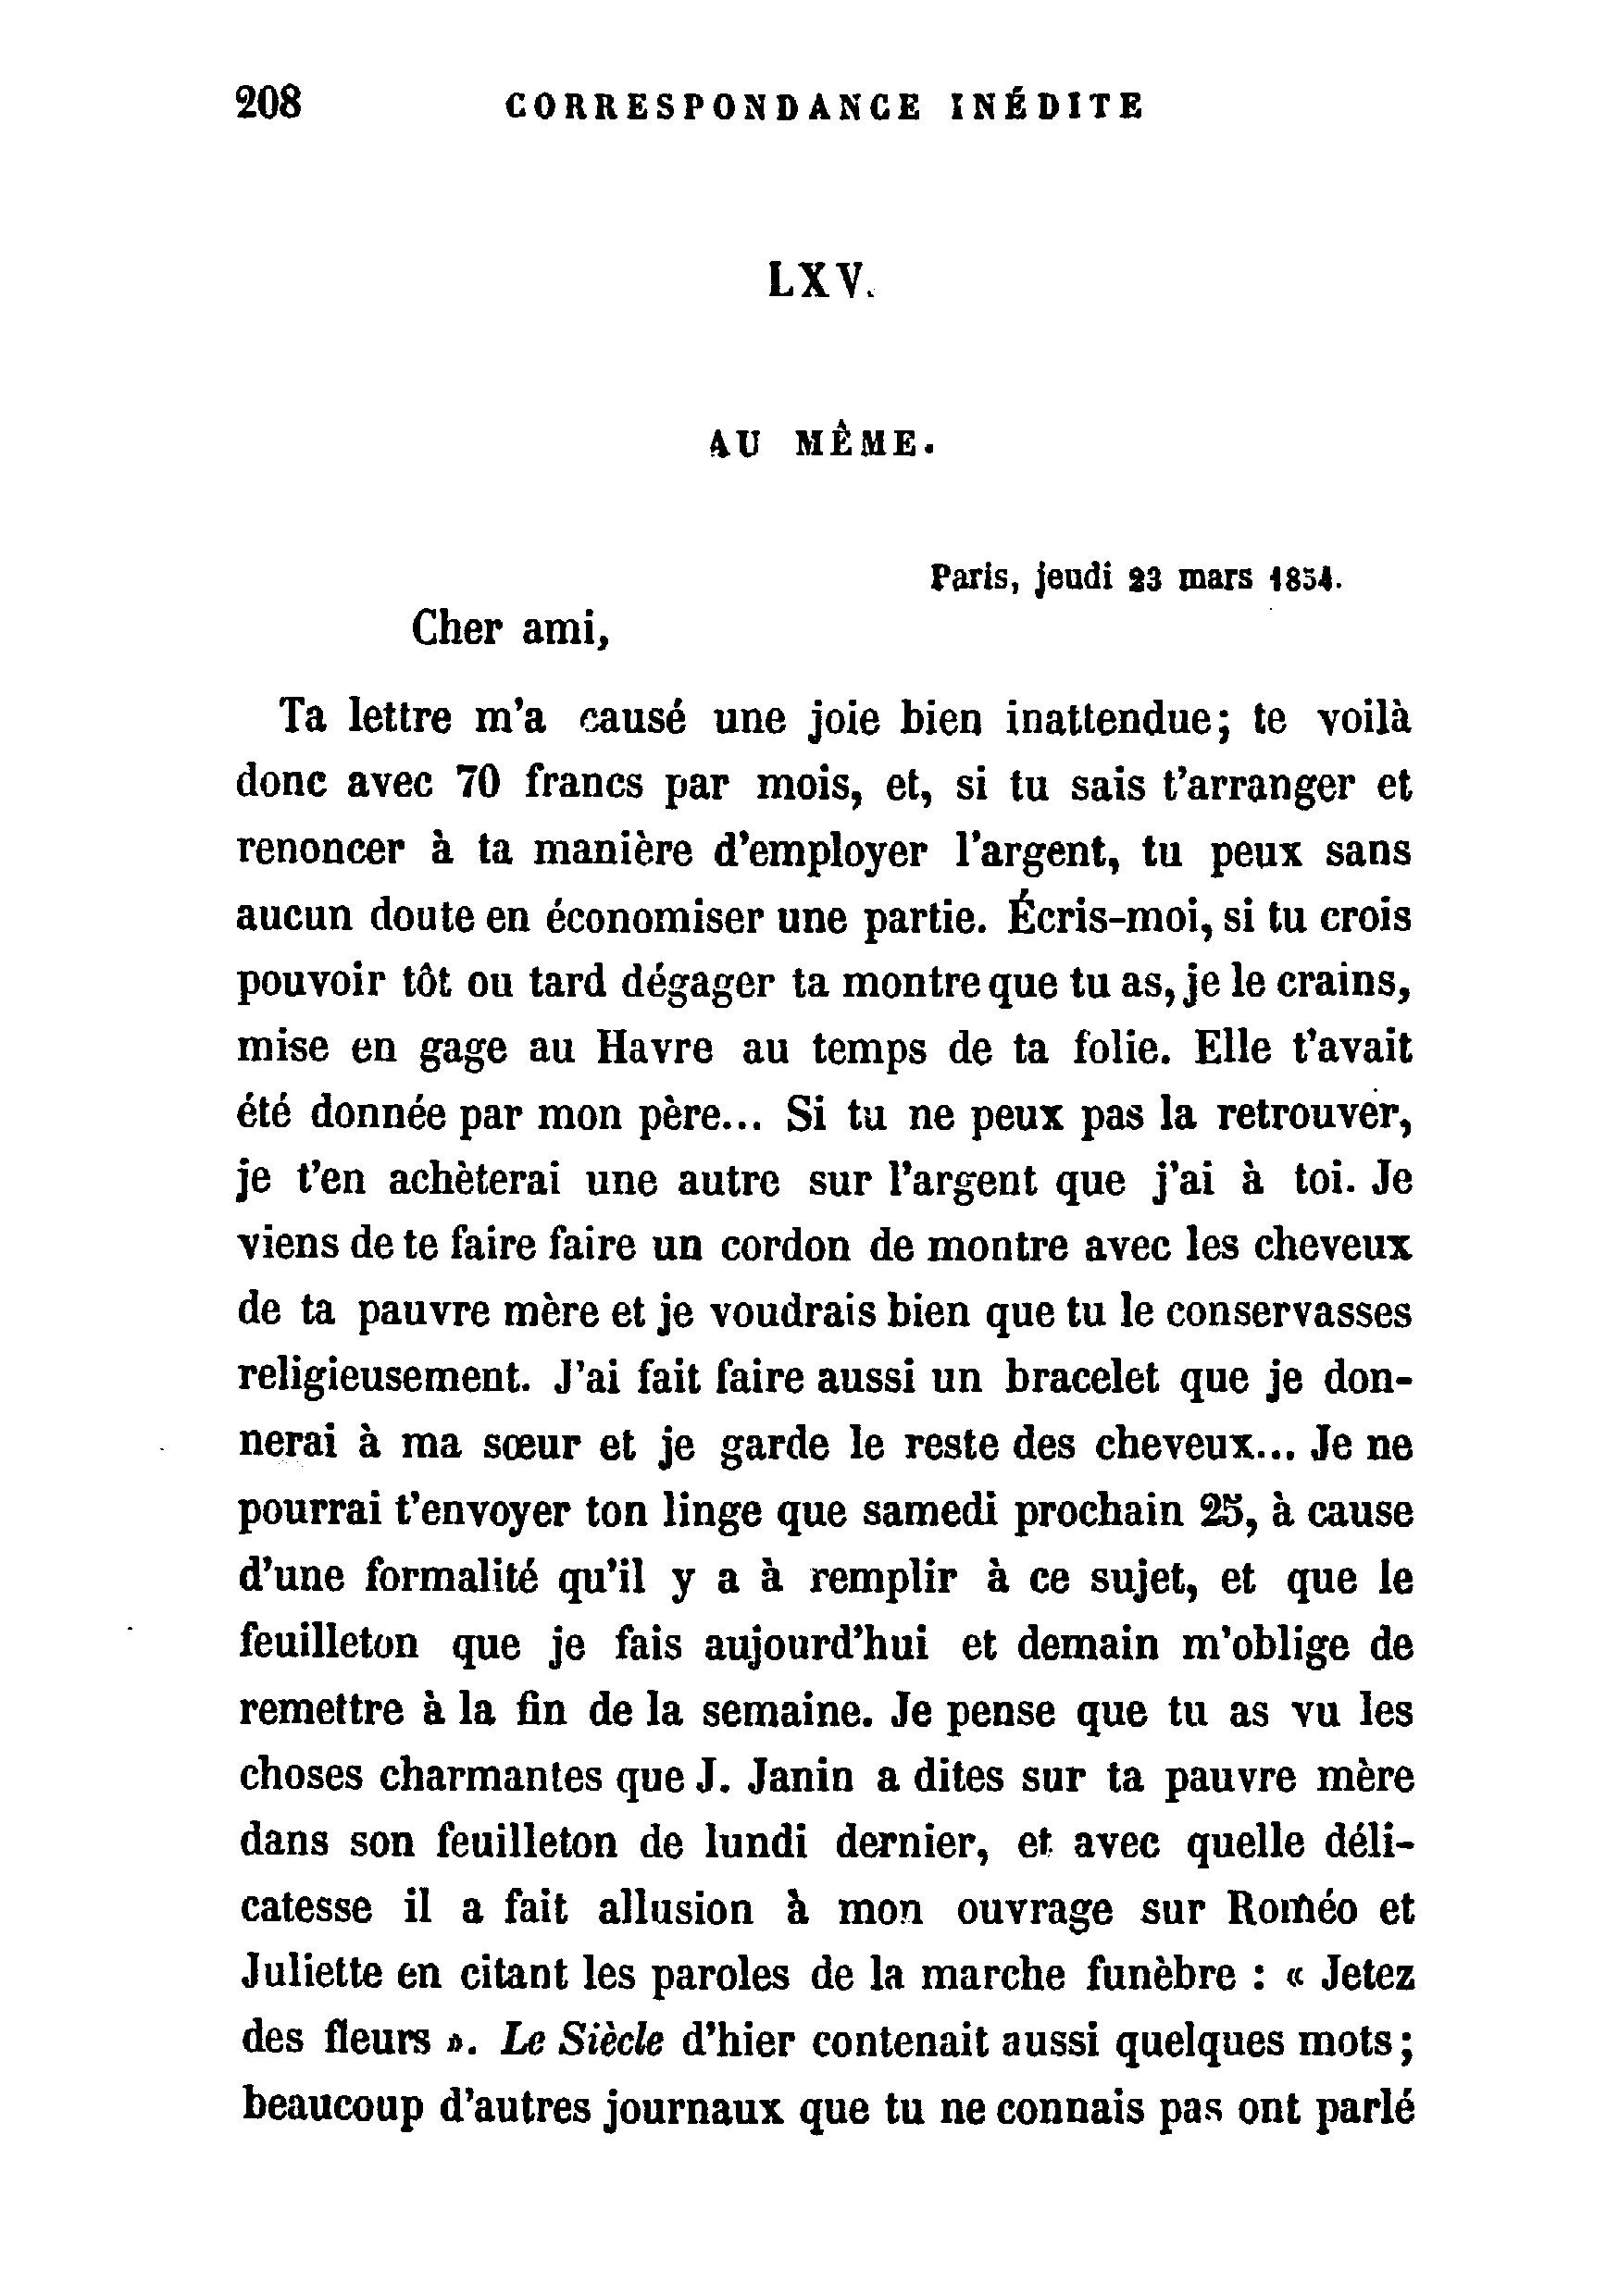 208 CORRESPONDANCE INÉDITE
LXV.
AU MÊME.
Paris, jeudi 23 mars 1854.
Cher ami,
Ta lettre m'a causé une joie bien inattendue; te voilà
donc avec 70 francs par mois, et, si tu sais t'arranger et
renoncer à ta manière d'employer l'argent, tu peux sans
aucun doute en économiser une partie. Écris-moi, si tu crois
pouvoir tôt ou tard dégager ta montre que tu as, je le crains,
mise en gage au Havre au temps de ta folie. Elle t'avait
été donnée par mon père... Si tu ne peux pas la retrouver,
je t'en achèterai une autre sur l'argent que j'ai à toi. Je
viens de te faire faire un cordon de montre avec les cheveux
de ta pauvre mère et je voudrais bien que tu le conservasses
religieusement. J'ai fait faire aussi un bracelet que je don-
nerai à ma sœur et je garde le reste des cheveux... Je ne
pourrai t'envoyer ton linge que samedi prochain 25, à cause
d'une formalité qu'il y a à remplir à ce sujet, et que le
feuilleton que je fais aujourd'hui et demain m'oblige de
remettre à la fin de la semaine. Je pense que tu as vu les
choses charmantes que J. Janin a dites sur ta pauvre mère
dans son feuilleton de lundi dernier, et avec quelle déli-
catesse il a fait allusion à mon ouvrage sur Roméo et
Juliette en citant les paroles de la marche funèbre : « Jetez
des fleurs ». Le Siècle d'hier contenait aussi quelques mots;
beaucoup d'autres journaux que tu ne connais pas ont parlé